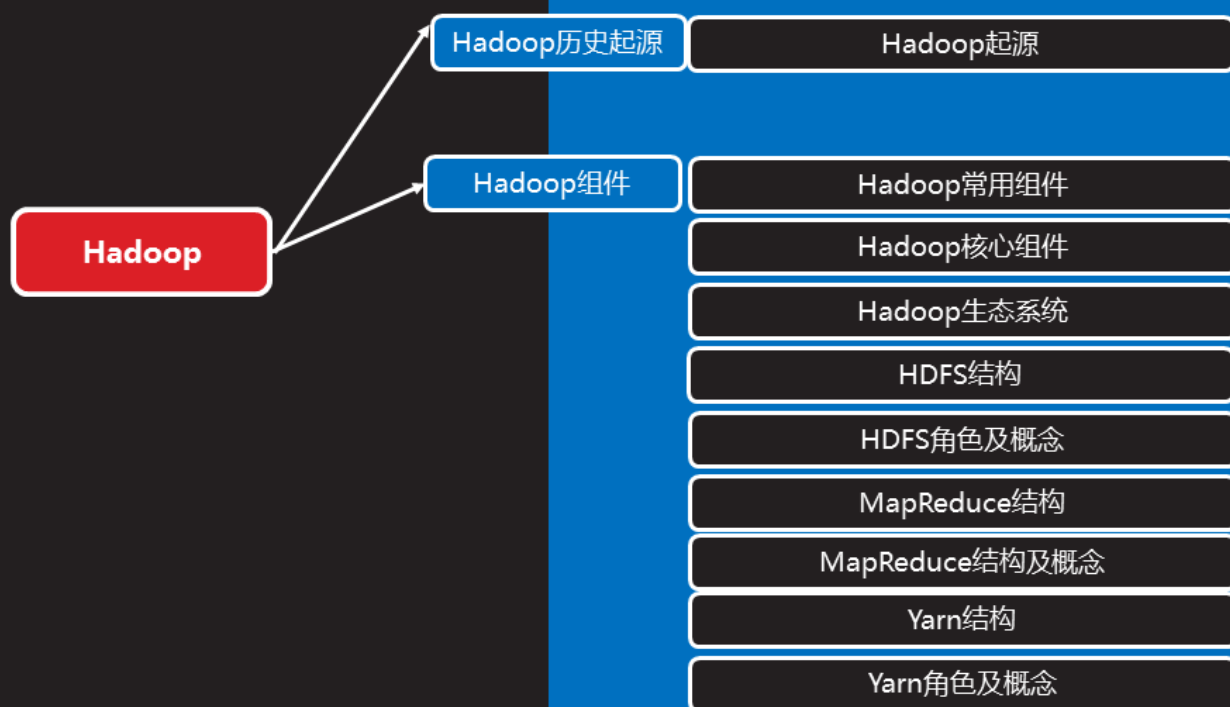 Hadoop历史起源
Hadoop起源
Hadoop组件
Hadoop常用组件
Hadoop
Hadoop核心组件
Hadoop生态系统
HDFS结构
HDFS角色及概念
MapReduce结构
MapReduce结构及概念
Yarn结构
Yarn角色及概念